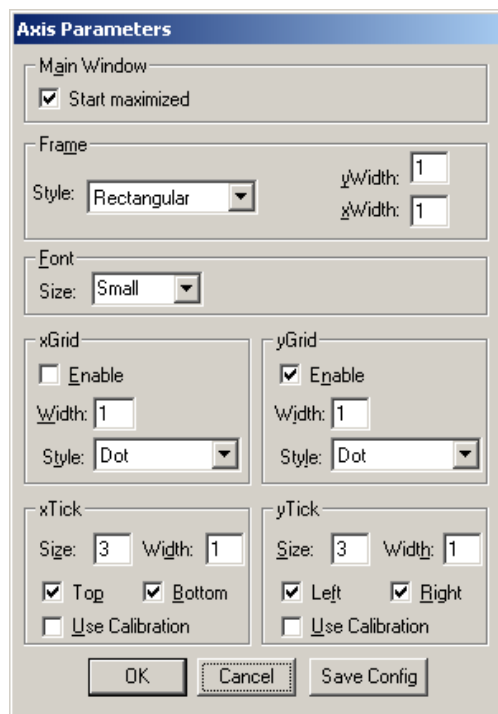 Axis Parameters
Main Window
Start maximized
Frame
Style: Rectangular
yWidth: 1
xWidth: 1
Font
Size: Small
xGrid
Enable
Width: 1
Style: Dot
yGrid
Enable
Width: 1
Style: Dot
xTick
Size: 3 Width: 1
Top Bottom
Use Calibration
yTick
Size: 3 Width: 1
Left Right
Use Calibration
OK Cancel Save Config